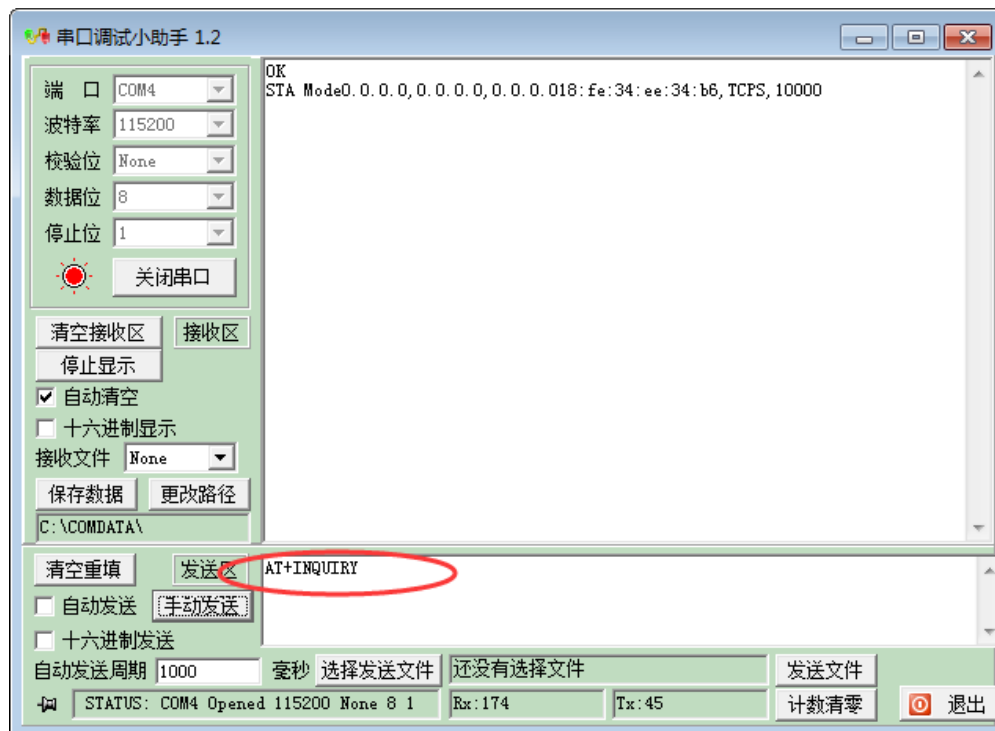 串口调试小助手 1.2
端 口 COM4
波特率 115200
校验位 None
数据位 8
停止位 1
关闭串口
清空接收区 接收区
停止显示
自动清空
十六进制显示
接收文件 None
保存数据 更改路径
C:\COMDATA\
OK
STA Mode0.0.0.0,0.0.0.0,0.0.0.018:fe:34:ee:34:b6,TCPS,10000
清空重填 发送区
AT+INQUIRY
自动发送 手动发送
十六进制发送
自动发送周期 1000 毫秒 选择发送文件 还没有选择文件 发送文件
STATUS: COM4 Opened 115200 None 8 1 Rx:174 Tx:45 计数清零 退出